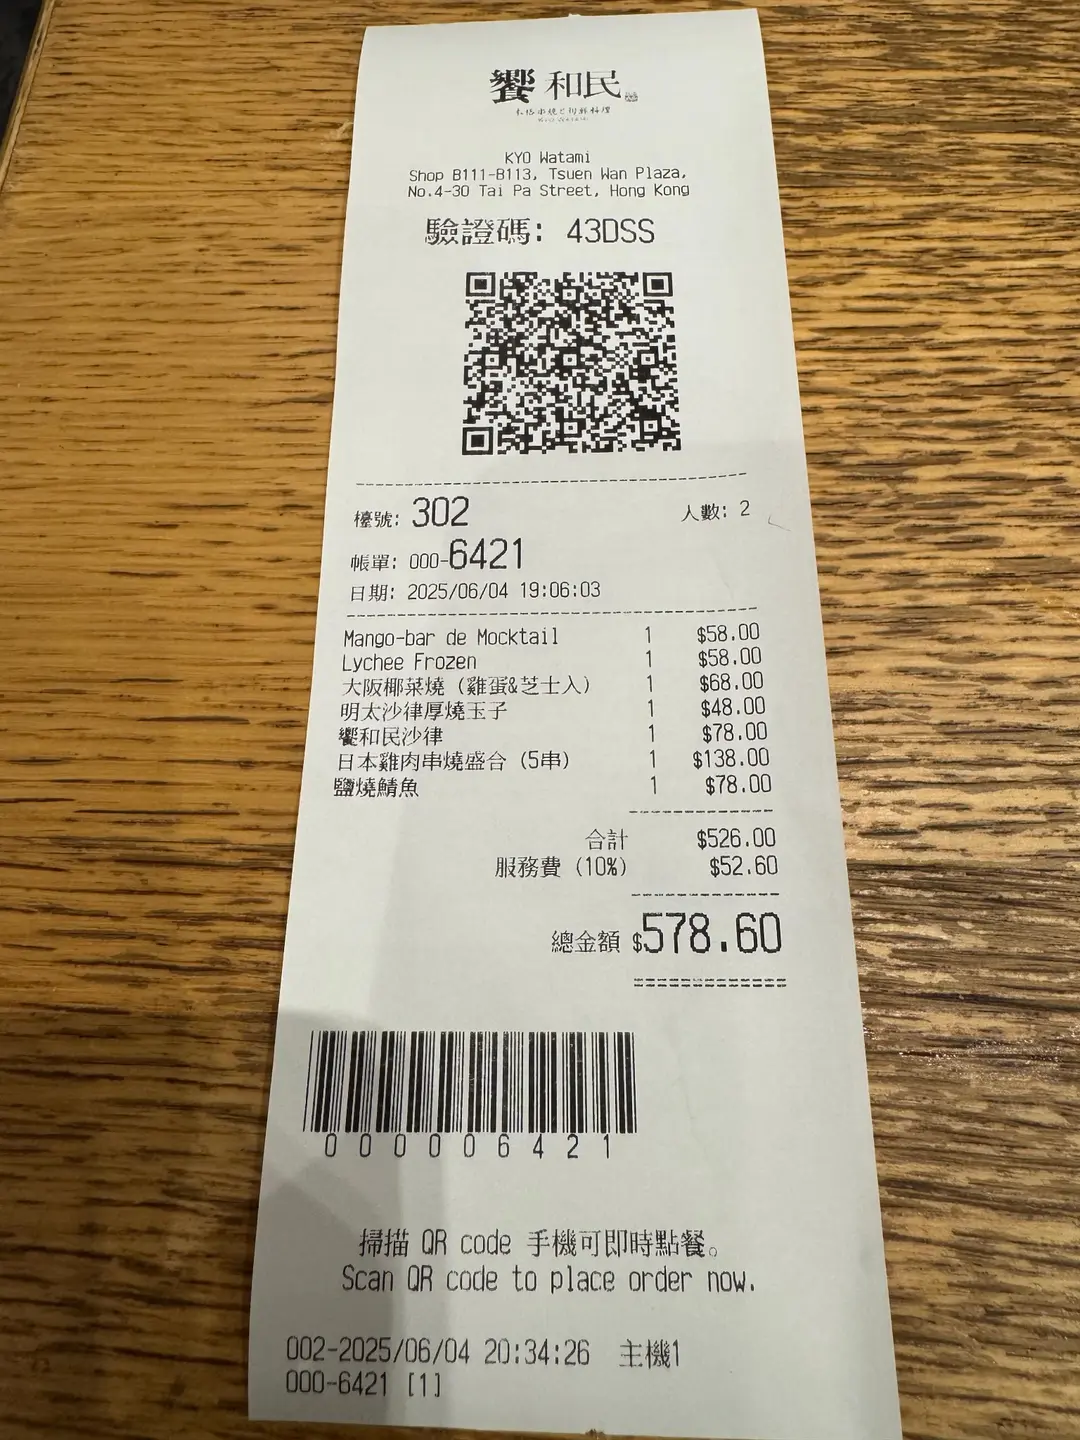 饗 和民
KYO Watami
Shop B111-B113, Tsuen Wan Plaza,
No.4-30 Tai Pa Street, Hong Kong
驗證碼: 43DSS
檯號: 302 人數: 2
帳單: 000-6421
日期: 2025/06/04 19:06:03
Mango-bar de Mocktail 1 $58.00
Lychee Frozen 1 $58.00
大阪椰菜燒 (雞蛋&芝士入) 1 $68.00
明太沙律厚燒玉子 1 $48.00
饗和民沙律 1 $78.00
日本雞肉串燒盛合 (5串) 1 $138.00
鹽燒鯖魚 1 $78.00
合計 $526.00
服務費 (10%) $52.60
總金額 $578.60
000006421
掃描 QR code 手機可即時點餐。
Scan QR code to place order now.
002-2025/06/04 20:34:26 主機1
000-6421 [1]